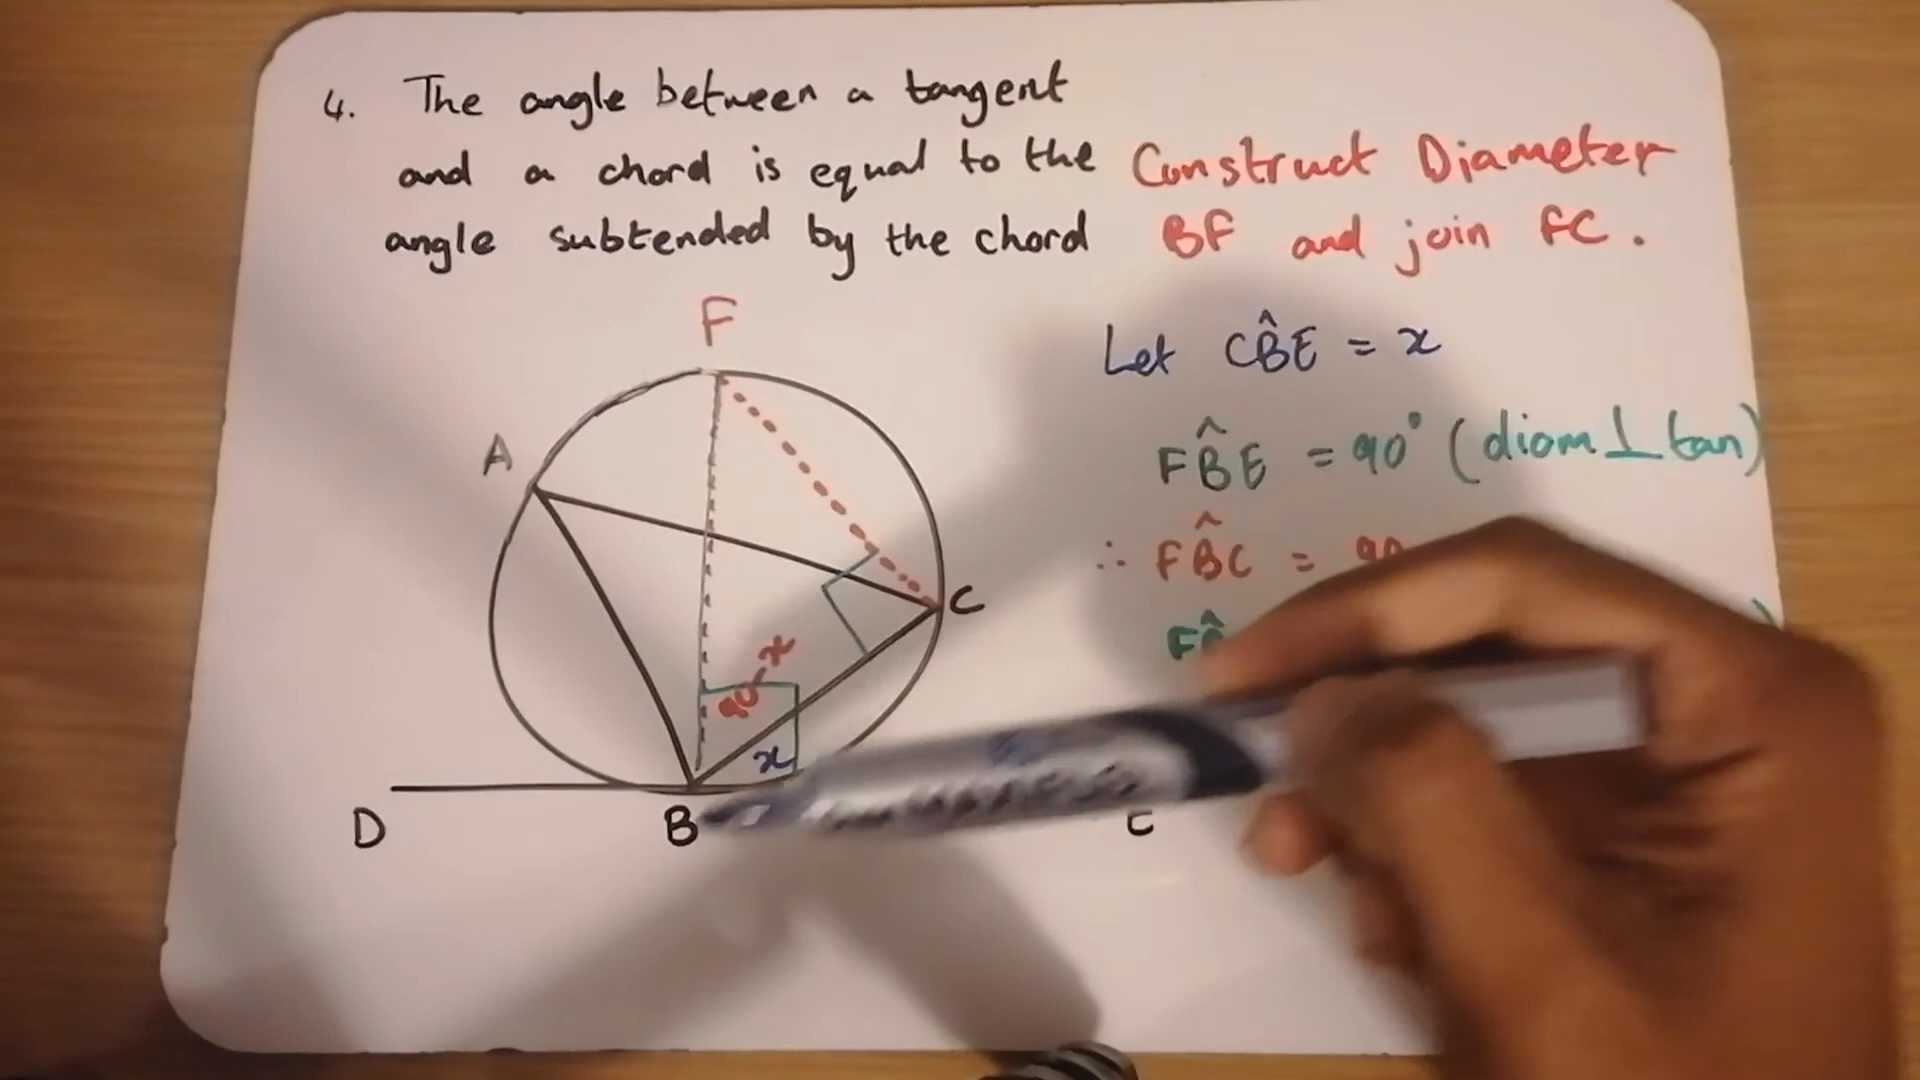 4. The angle between a tangent
and a chord is equal to the
angle subtended by the chord
Construct Diameter
BF and join FC.
Let CB̂E = x
FB̂E = 90° (diam ⊥ tan)
∴ FB̂C = 90
F
A
C
90-x
x
D
B
E